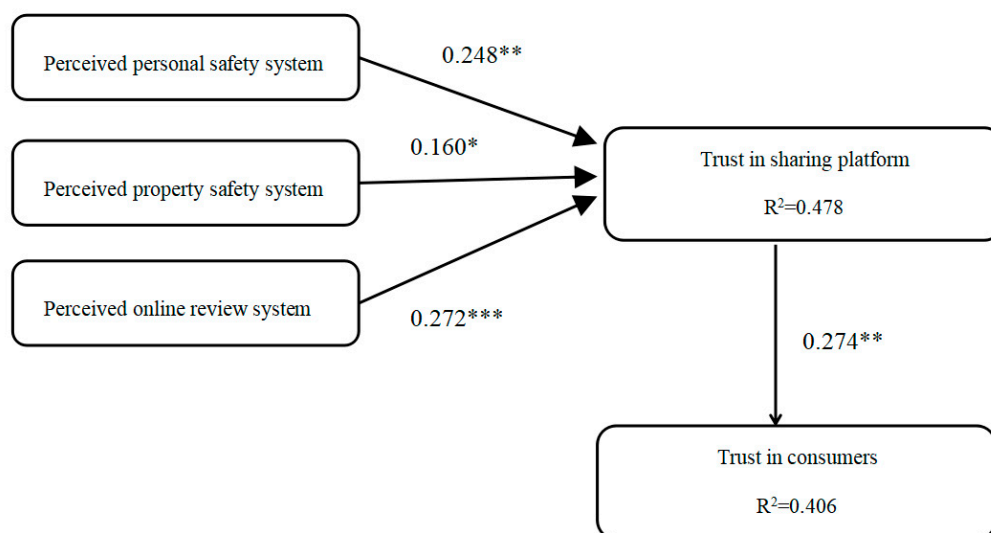 Perceived personal safety system
0.248**
Perceived property safety system
0.160*
Perceived online review system
0.272***
Trust in sharing platform
R²=0.478
0.274**
Trust in consumers
R²=0.406